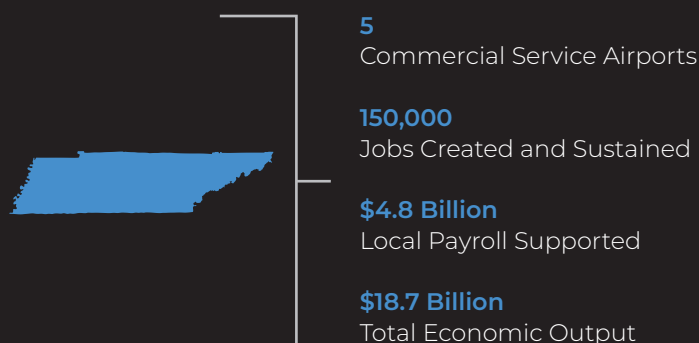 5
Commercial Service Airports
150,000
Jobs Created and Sustained
$4.8 Billion
Local Payroll Supported
$18.7 Billion
Total Economic Output